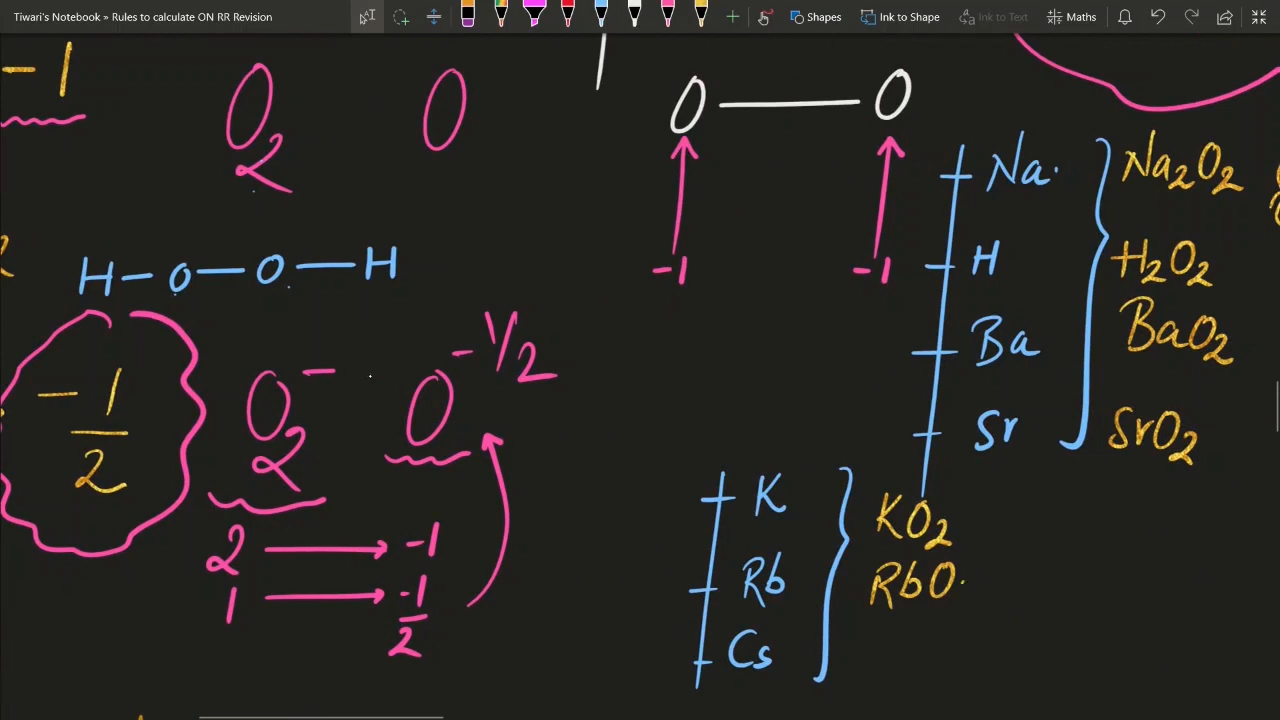 Tiwari's Notebook » Rules to calculate ON RR Revision
Shapes
Ink to Shape
Ink to Text
Maths
-1
O2
O
O — O
-1
-1
H — O — O — H
-1/2
O2-
O-1/2
2 → -1
1 → -1/2
Na
H
Ba
Sr
Na2O2
H2O2
BaO2
SrO2
K
Rb
Cs
KO2
RbO